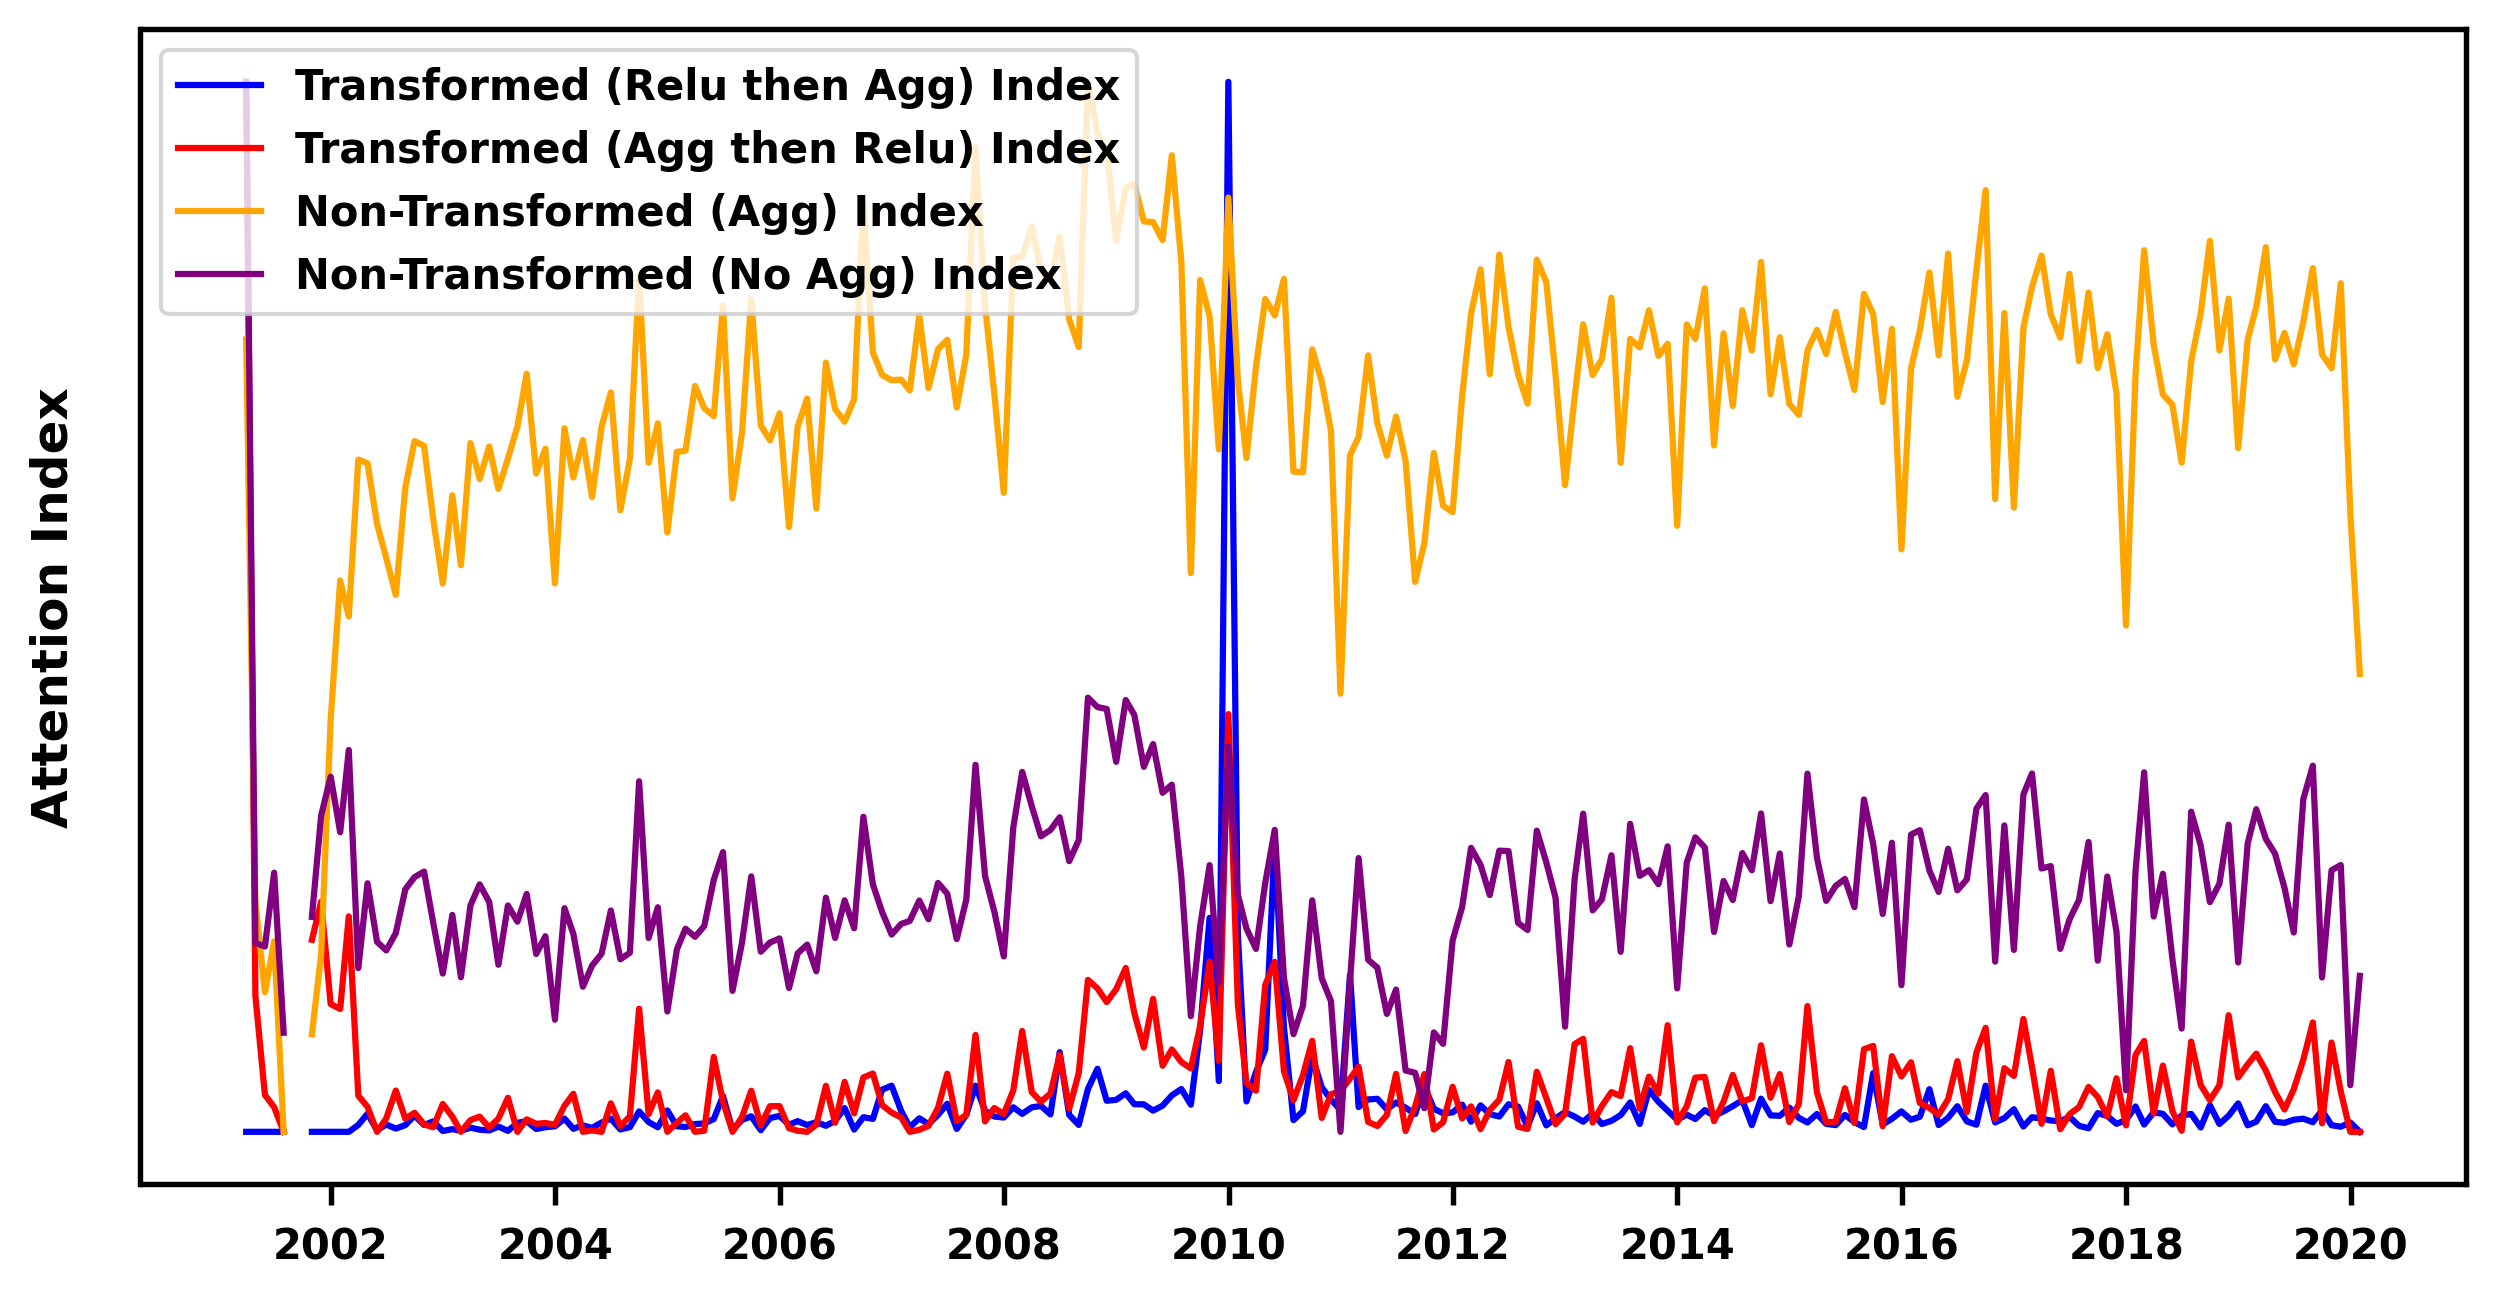 Transformed (Relu then Agg) Index
Transformed (Agg then Relu) Index
Non-Transformed (Agg) Index
Non-Transformed (No Agg) Index
Attention Index
2002 2004 2006 2008 2010 2012 2014 2016 2018 2020